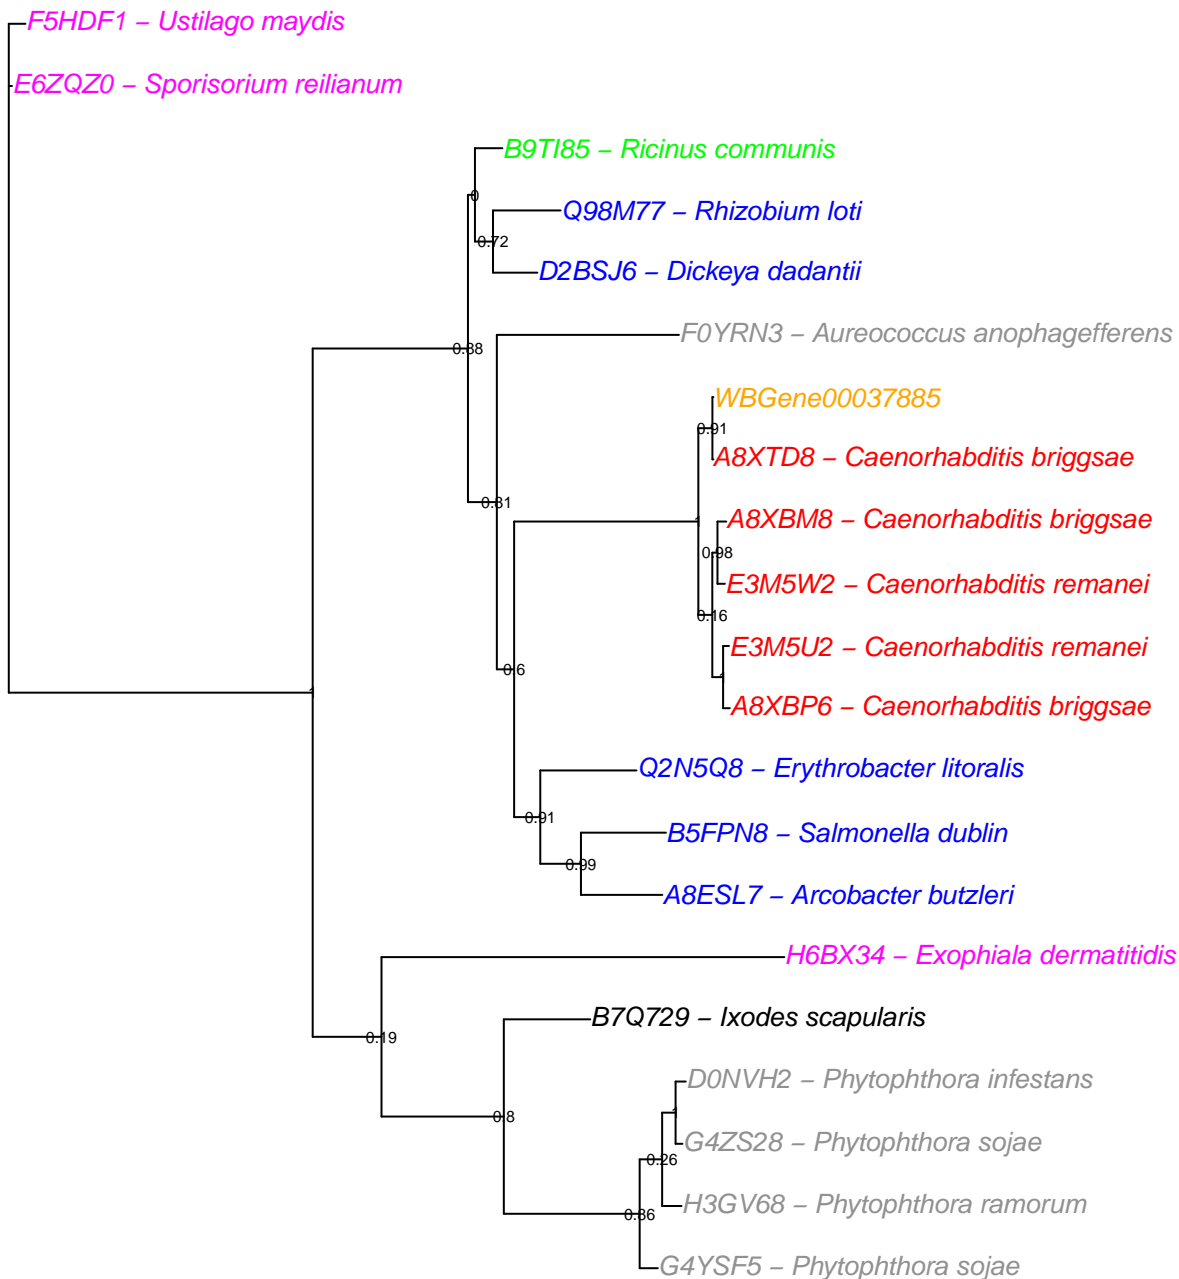 F5HDF1 − Ustilago maydis
E6ZQZ0 − Sporisorium reilianum
B9TI85 − Ricinus communis
0
Q98M77 − Rhizobium loti
0.72
D2BSJ6 − Dickeya dadantii
F0YRN3 − Aureococcus anophagefferens
0.88
WBGene00037885
0.91
A8XTD8 − Caenorhabditis briggsae
0.81
A8XBM8 − Caenorhabditis briggsae
1
0.98
E3M5W2 − Caenorhabditis remanei
0.16
E3M5U2 − Caenorhabditis remanei
0.6
1
1
A8XBP6 − Caenorhabditis briggsae
Q2N5Q8 − Erythrobacter litoralis
0.91
B5FPN8 − Salmonella dublin
0.99
A8ESL7 − Arcobacter butzleri
H6BX34 − Exophiala dermatitidis
B7Q729 − Ixodes scapularis
0.19
D0NVH2 − Phytophthora infestans
1
0.8
G4ZS28 − Phytophthora sojae
0.26
H3GV68 − Phytophthora ramorum
0.86
G4YSF5 − Phytophthora sojae